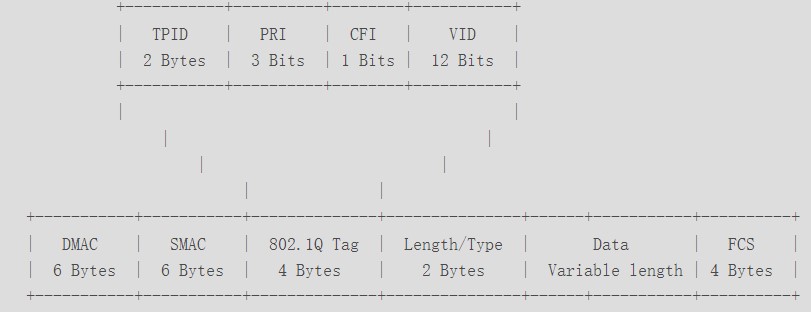 TPID PRI CFI VID
2 Bytes 3 Bits 1 Bits 12 Bits
DMAC SMAC 802.1Q Tag Length/Type Data FCS
6 Bytes 6 Bytes 4 Bytes 2 Bytes Variable length 4 Bytes